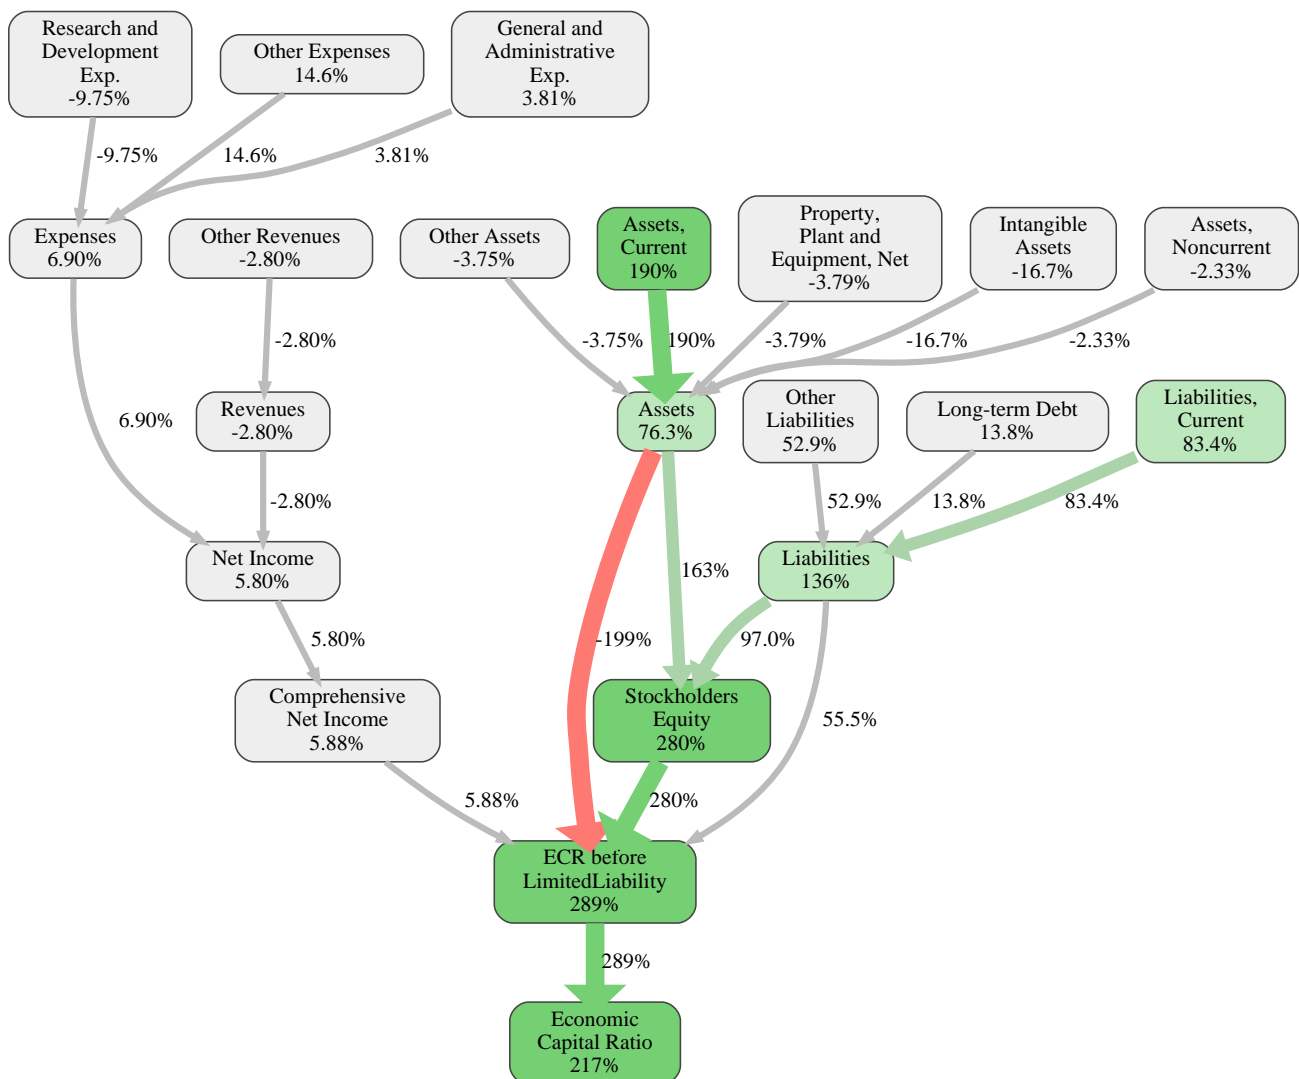 Research and
Development
Exp.
-9.75%
Other Expenses
14.6%
General and
Administrative
Exp.
3.81%
-9.75%
14.6%
3.81%
Expenses
6.90%
Other Revenues
-2.80%
Other Assets
-3.75%
Assets,
Current
190%
Property,
Plant and
Equipment, Net
-3.79%
Intangible
Assets
-16.7%
Assets,
Noncurrent
-2.33%
-2.80%
-3.75%
190%
-3.79%
-16.7%
-2.33%
6.90%
Revenues
-2.80%
Assets
76.3%
Other
Liabilities
52.9%
Long-term Debt
13.8%
Liabilities,
Current
83.4%
-2.80%
52.9%
13.8%
83.4%
Net Income
5.80%
163%
Liabilities
136%
5.80%
-199%
97.0%
Comprehensive
Net Income
5.88%
Stockholders
Equity
280%
55.5%
5.88%
280%
ECR before
LimitedLiability
289%
289%
Economic
Capital Ratio
217%